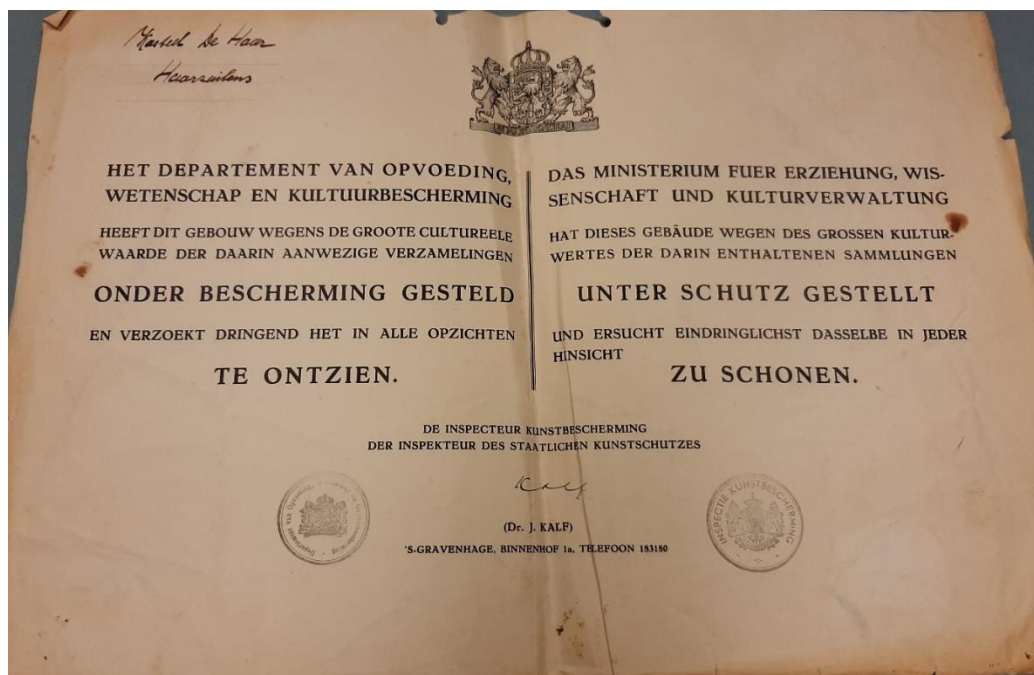 Kasteel De Haar
Haarzuilens
HET DEPARTEMENT VAN OPVOEDING,
WETENSCHAP EN KULTUURBESCHERMING
HEEFT DIT GEBOUW WEGENS DE GROOTE CULTUREELE
WAARDE DER DAARIN AANWEZIGE VERZAMELINGEN
ONDER BESCHERMING GESTELD
EN VERZOEKT DRINGEND HET IN ALLE OPZICHTEN
TE ONTZIEN.
DAS MINISTERIUM FUER ERZIEHUNG, WIS-
SENSCHAFT UND KULTURVERWALTUNG
HAT DIESES GEBÄUDE WEGEN DES GROSSEN KULTUR-
WERTES DER DARIN ENTHALTENEN SAMMLUNGEN
UNTER SCHUTZ GESTELLT
UND ERSUCHT EINDRINGLICHST DASSELBE IN JEDER
HINSICHT
ZU SCHONEN.
DE INSPECTEUR KUNSTBESCHERMING
DER INSPEKTEUR DES STAATLICHEN KUNSTSCHUTZES
Kalf
(Dr. J. KALF)
'S-GRAVENHAGE, BINNENHOF 1a, TELEFOON 183180
INSPECTIE KUNSTBESCHERMING